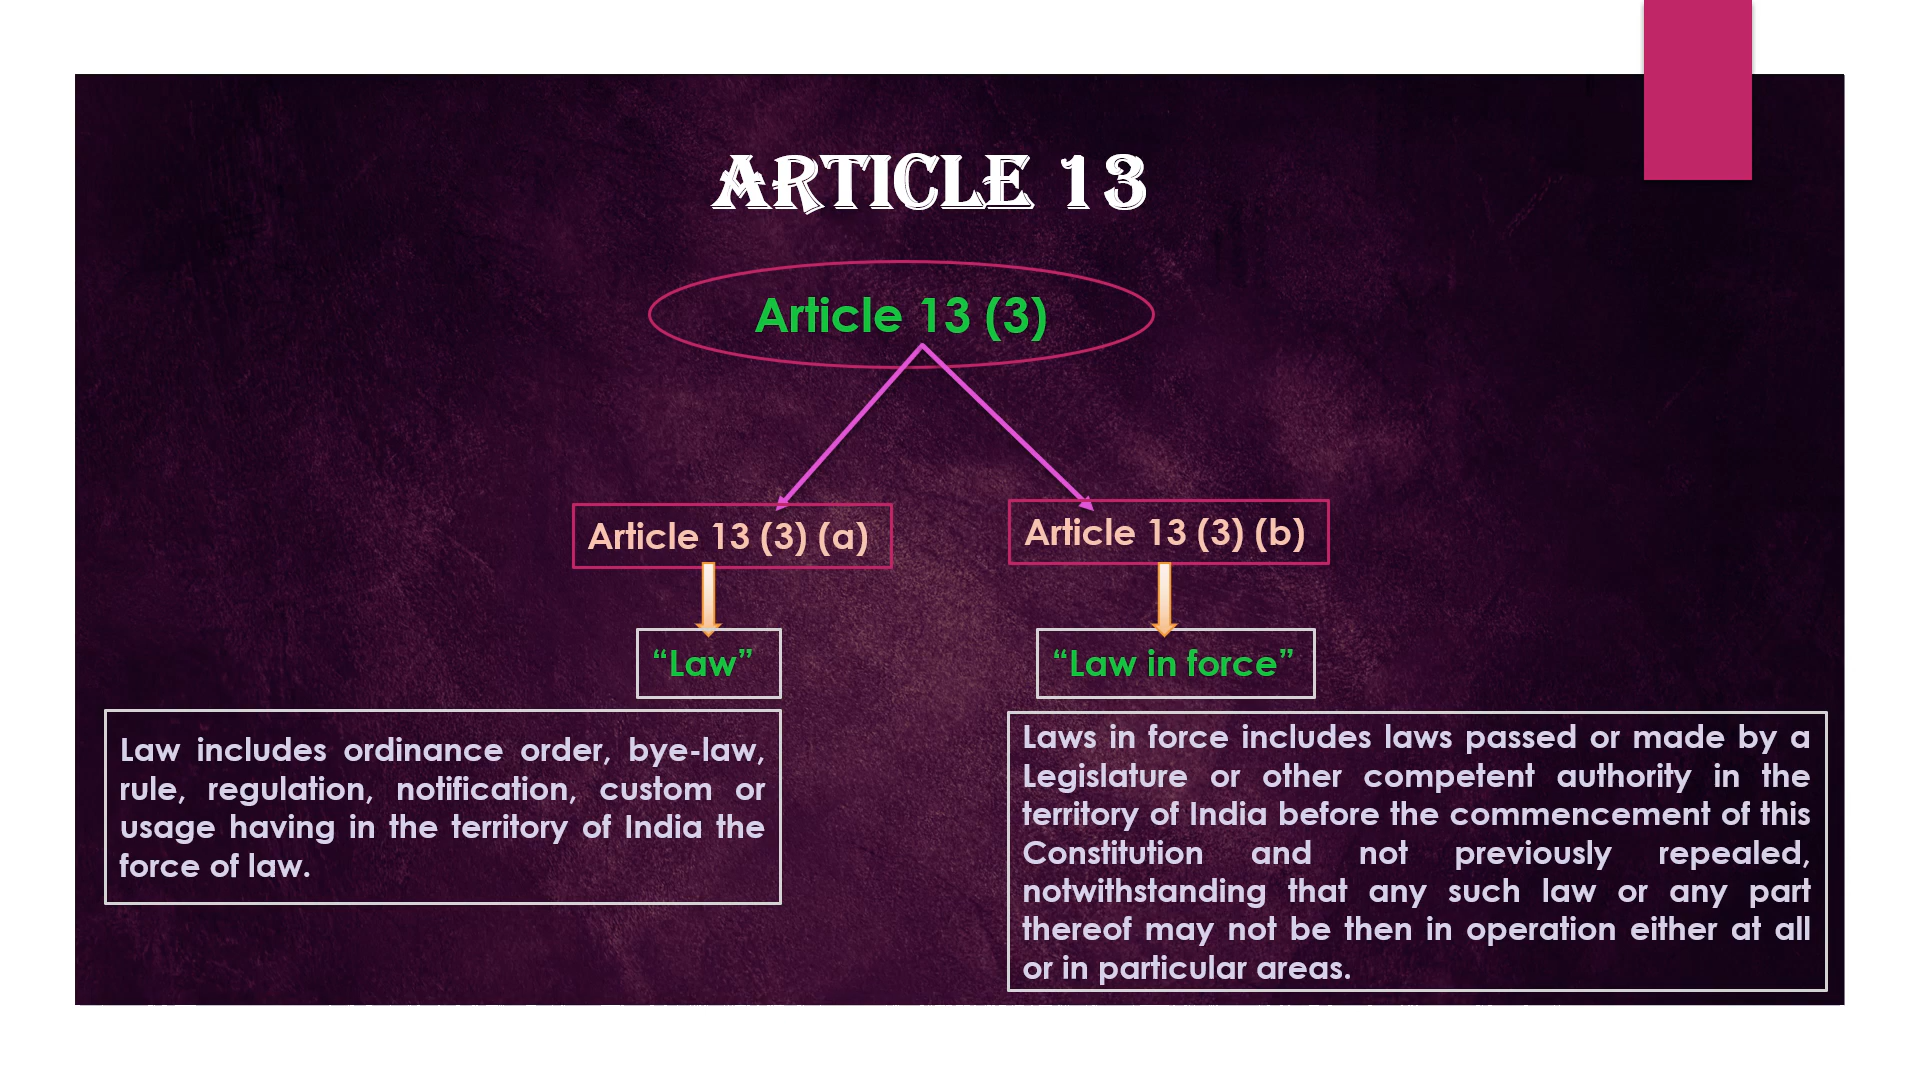 ARTICLE 13
Article 13 (3)
Article 13 (3) (a)
Article 13 (3) (b)
“Law”
“Law in force”
Law includes ordinance order, bye-law,
rule, regulation, notification, custom or
usage having in the territory of India the
force of law.
Laws in force includes laws passed or made by a
Legislature or other competent authority in the
territory of India before the commencement of this
Constitution and not previously repealed,
notwithstanding that any such law or any part
thereof may not be then in operation either at all
or in particular areas.